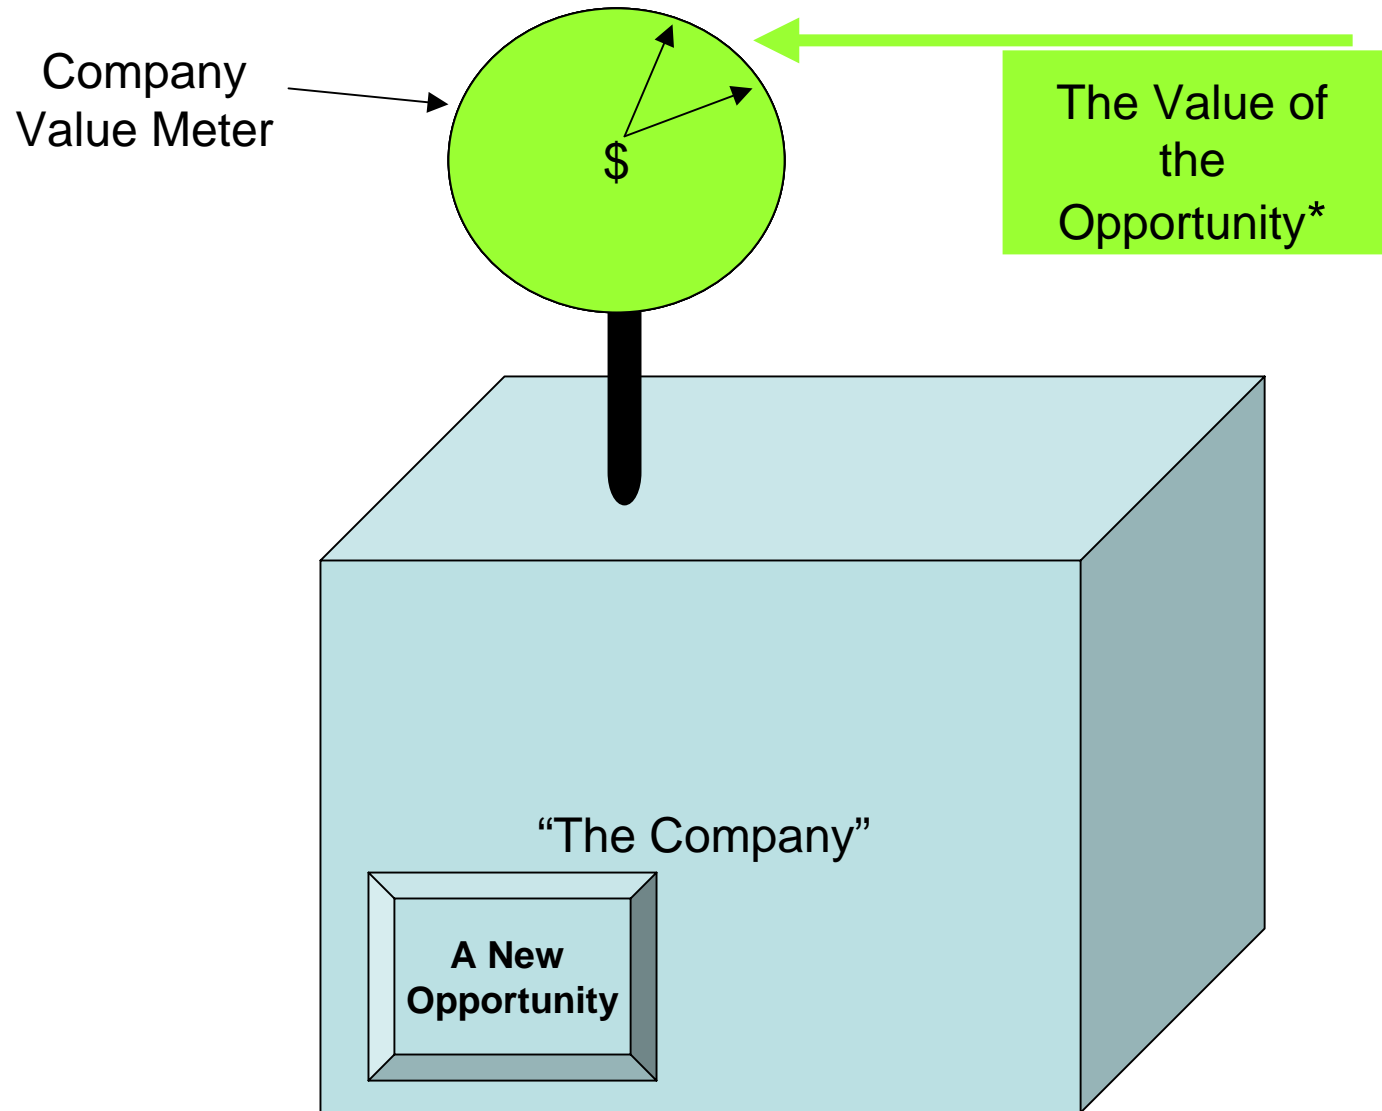 Company
Value Meter
$
The Value of
the
Opportunity*
“The Company”
A New
Opportunity